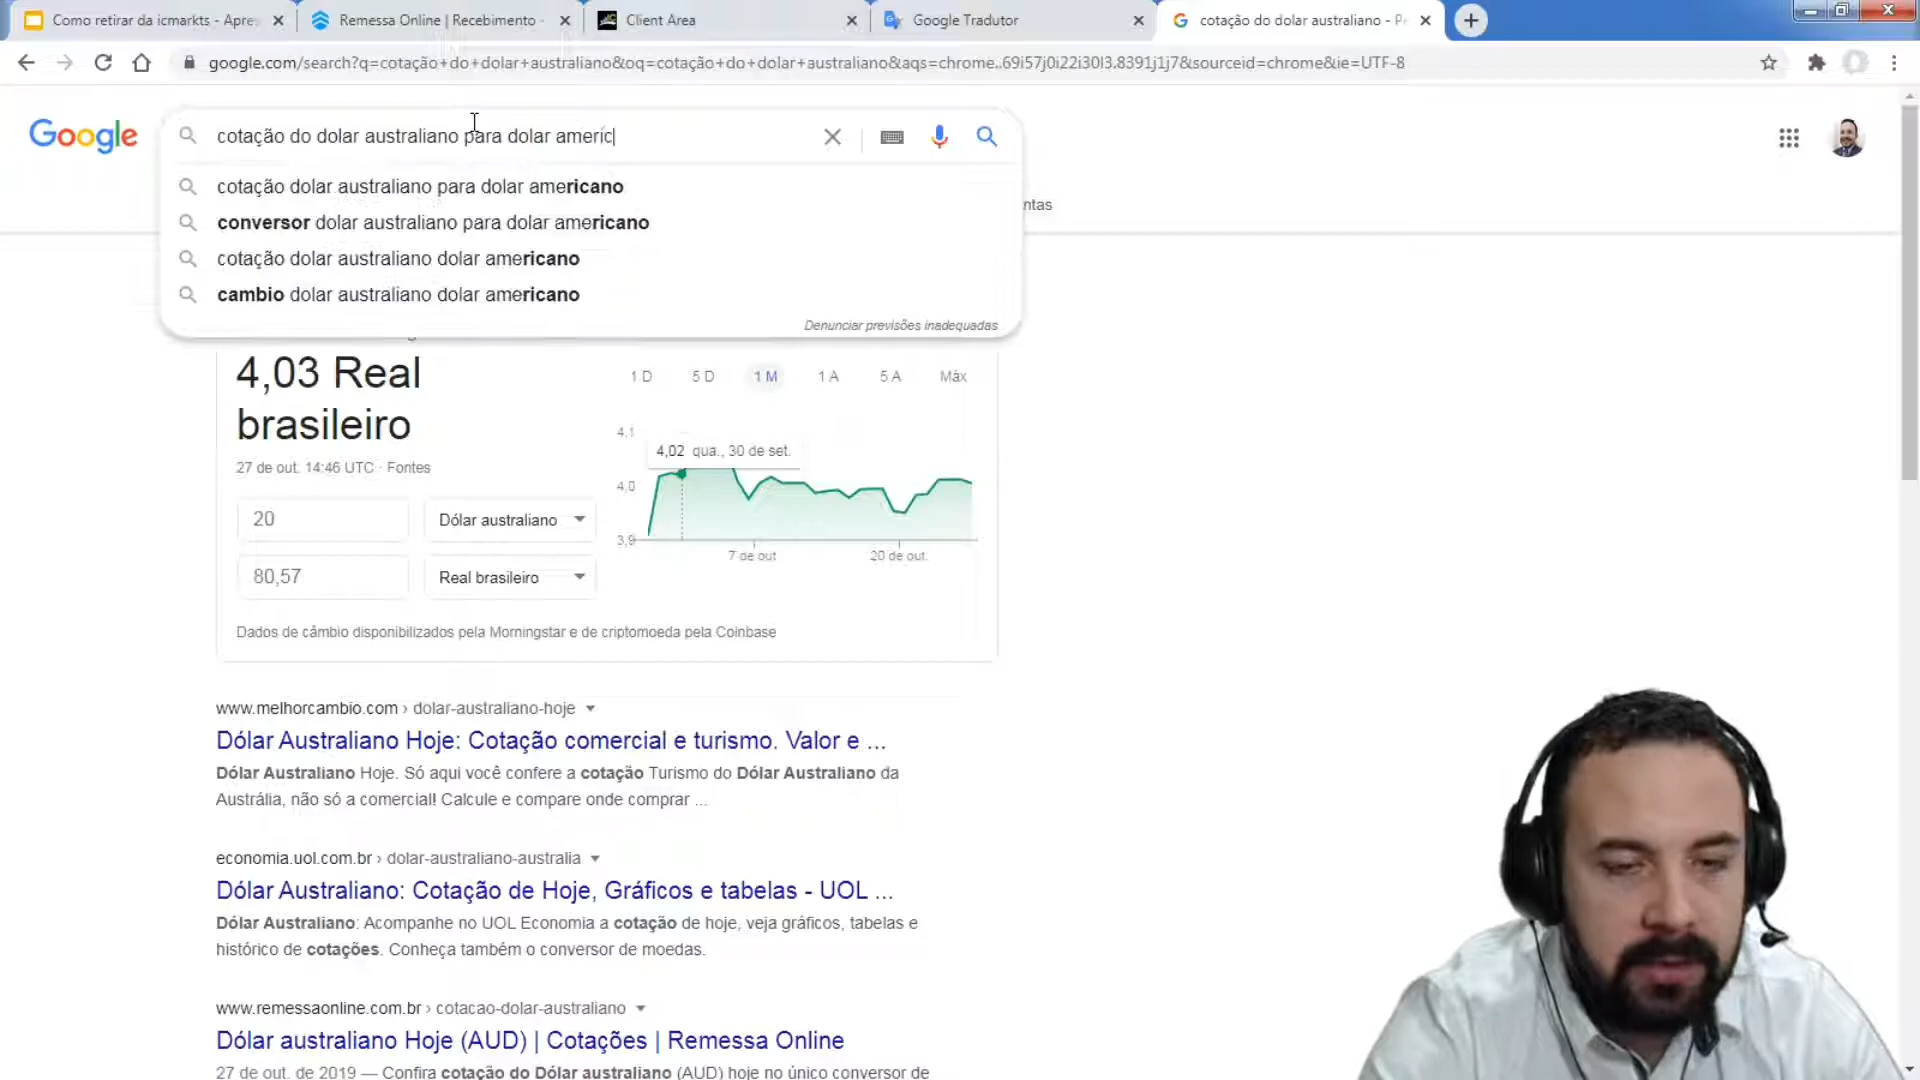 Como retirar da icmarkts - Apres
Remessa Online | Recebimento -
Client Area
Google Tradutor
cotação do dolar australiano - Pe
google.com/search?q=cotação+do+dolar+australiano&oq=cotação+do+dolar+australiano&aqs=chrome..69i57j0i22i30l3.8391j1j7&sourceid=chrome&ie=UTF-8
Google
cotação do dolar australiano para dolar americ
cotação dolar australiano para dolar americano
conversor dolar australiano para dolar americano
cotação dolar australiano dolar americano
cambio dolar australiano dolar americano
Denunciar previsões inadequadas
ntas
4,03 Real
brasileiro
27 de out. 14:46 UTC · Fontes
20
Dólar australiano
80,57
Real brasileiro
1 D 5 D 1 M 1 A 5 A Máx
4,1
4,02 qua., 30 de set.
4,0
3,9
7 de out
20 de out.
Dados de câmbio disponibilizados pela Morningstar e de criptomoeda pela Coinbase
www.melhorcambio.com › dolar-australiano-hoje
Dólar Australiano Hoje: Cotação comercial e turismo. Valor e ...
Dólar Australiano Hoje. Só aqui você confere a cotação Turismo do Dólar Australiano da
Austrália, não só a comercial! Calcule e compare onde comprar ...
economia.uol.com.br › dolar-australiano-australia
Dólar Australiano: Cotação de Hoje, Gráficos e tabelas - UOL ...
Dólar Australiano: Acompanhe no UOL Economia a cotação de hoje, veja gráficos, tabelas e
histórico de cotações. Conheça também o conversor de moedas.
www.remessaonline.com.br › cotacao-dolar-australiano
Dólar australiano Hoje (AUD) | Cotações | Remessa Online
27 de out. de 2019 — Confira cotação do Dólar australiano (AUD) hoje no único conversor de